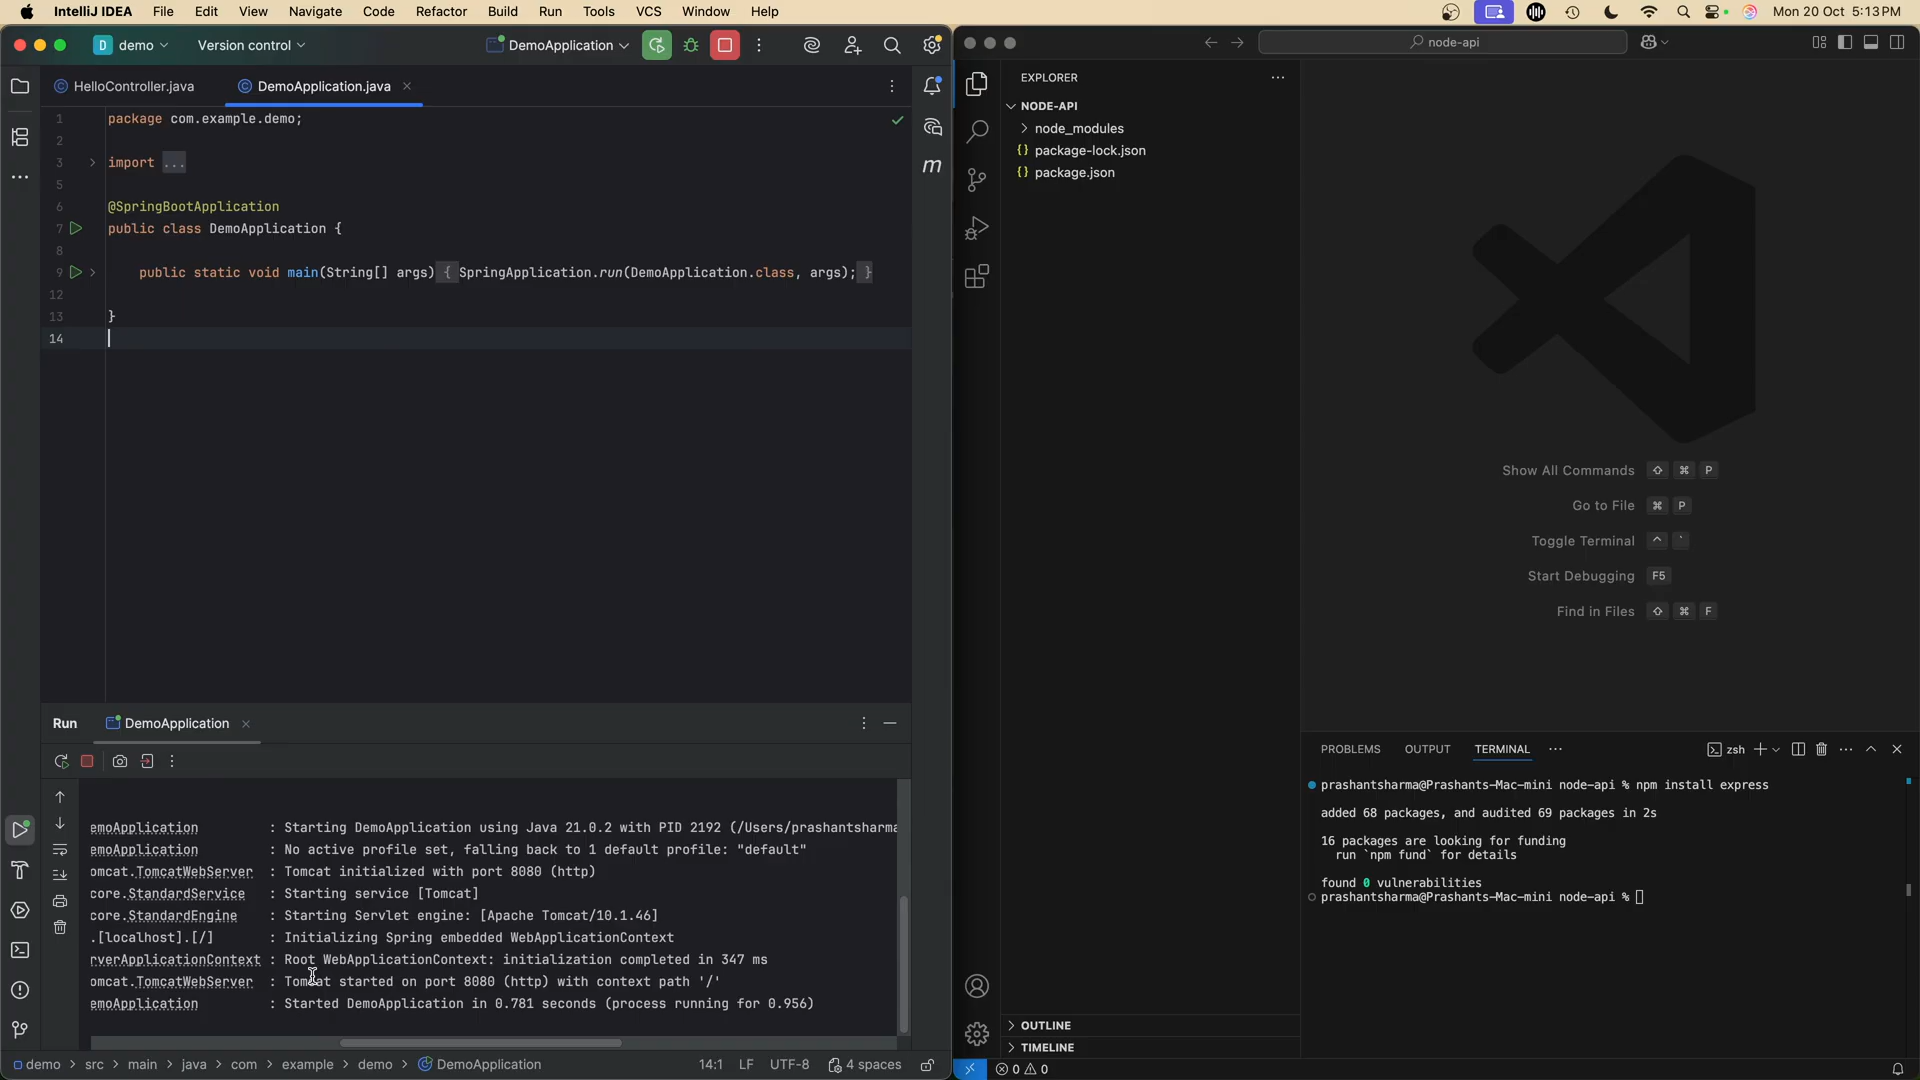 IntelliJ IDEA File Edit View Navigate Code Refactor Build Run Tools VCS Window Help Mon 20 Oct 5:13 PM
D demo Version control DemoApplication
HelloController.java DemoApplication.java
1 package com.example.demo;
2
3 import ...
5
6 @SpringBootApplication
7 public class DemoApplication {
8
9 public static void main(String[] args) { SpringApplication.run(DemoApplication.class, args); }
12
13 }
14
Run DemoApplication
emoApplication : Starting DemoApplication using Java 21.0.2 with PID 2192 (/Users/prashantsharma
emoApplication : No active profile set, falling back to 1 default profile: "default"
omcat.TomcatWebServer : Tomcat initialized with port 8080 (http)
core.StandardService : Starting service [Tomcat]
core.StandardEngine : Starting Servlet engine: [Apache Tomcat/10.1.46]
.[localhost].[/] : Initializing Spring embedded WebApplicationContext
rverApplicationContext : Root WebApplicationContext: initialization completed in 347 ms
omcat.TomcatWebServer : Tomcat started on port 8080 (http) with context path '/'
emoApplication : Started DemoApplication in 0.781 seconds (process running for 0.956)
demo > src > main > java > com > example > demo > DemoApplication 14:1 LF UTF-8 4 spaces
node-api
EXPLORER
NODE-API
node_modules
{} package-lock.json
{} package.json
OUTLINE
TIMELINE
Show All Commands ⇧ ⌘ P
Go to File ⌘ P
Toggle Terminal ^ `
Start Debugging F5
Find in Files ⇧ ⌘ F
PROBLEMS OUTPUT TERMINAL ... zsh
prashantsharma@Prashants-Mac-mini node-api % npm install express
added 68 packages, and audited 69 packages in 2s
16 packages are looking for funding
run `npm fund` for details
found 0 vulnerabilities
prashantsharma@Prashants-Mac-mini node-api %
0 0